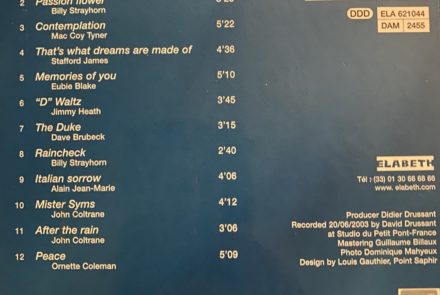 2 Passion flower
Billy Strayhorn
3 Contemplation 5'22
Mac Coy Tyner
4 That's what dreams are made of 4'36
Stafford James
5 Memories of you 5'10
Eubie Blake
6 "D" Waltz 3'45
Jimmy Heath
7 The Duke 3'15
Dave Brubeck
8 Raincheck 2'40
Billy Strayhorn
9 Italian sorrow 4'06
Alain Jean-Marie
10 Mister Syms 4'12
John Coltrane
11 After the rain 3'06
John Coltrane
12 Peace 5'09
Ornette Coleman
DDD ELA 621044
DAM 2455
ELABETH
Tél : (33) 01 30 66 68 66
www.elabeth.com
Producer Didier Drussant
Recorded 20/06/2003 by David Drussant
at Studio du Petit Pont-France
Mastering Guillaume Billaux
Photo Dominique Mahyeux
Design by Louis Gauthier, Point Saphir